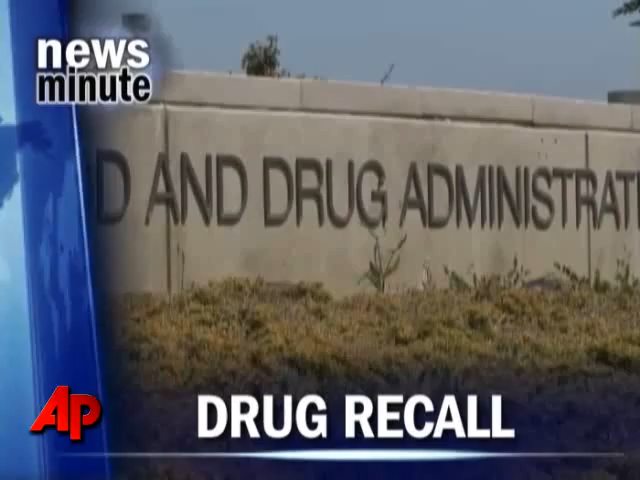 news
minute
D AND DRUG ADMINISTRAT
AP
DRUG RECALL